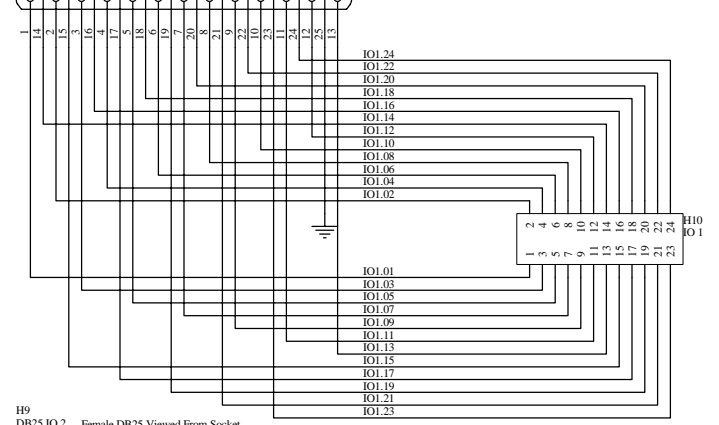 1 14 2 15 3 16 4 17 5 18 6 19 7 20 8 21 9 22 10 23 11 24 12 25 13
IO1.24
IO1.22
IO1.20
IO1.18
IO1.16
IO1.14
IO1.12
IO1.10
IO1.08
IO1.06
IO1.04
IO1.02
2 4 6 8 10 12 14 16 18 20 22 24
H10
IO 1
1 3 5 7 9 11 13 15 17 19 21 23
IO1.01
IO1.03
IO1.05
IO1.07
IO1.09
IO1.11
IO1.13
IO1.15
IO1.17
IO1.19
IO1.21
IO1.23
H9
DB25 IO 2 Female DB25 Viewed From Socket